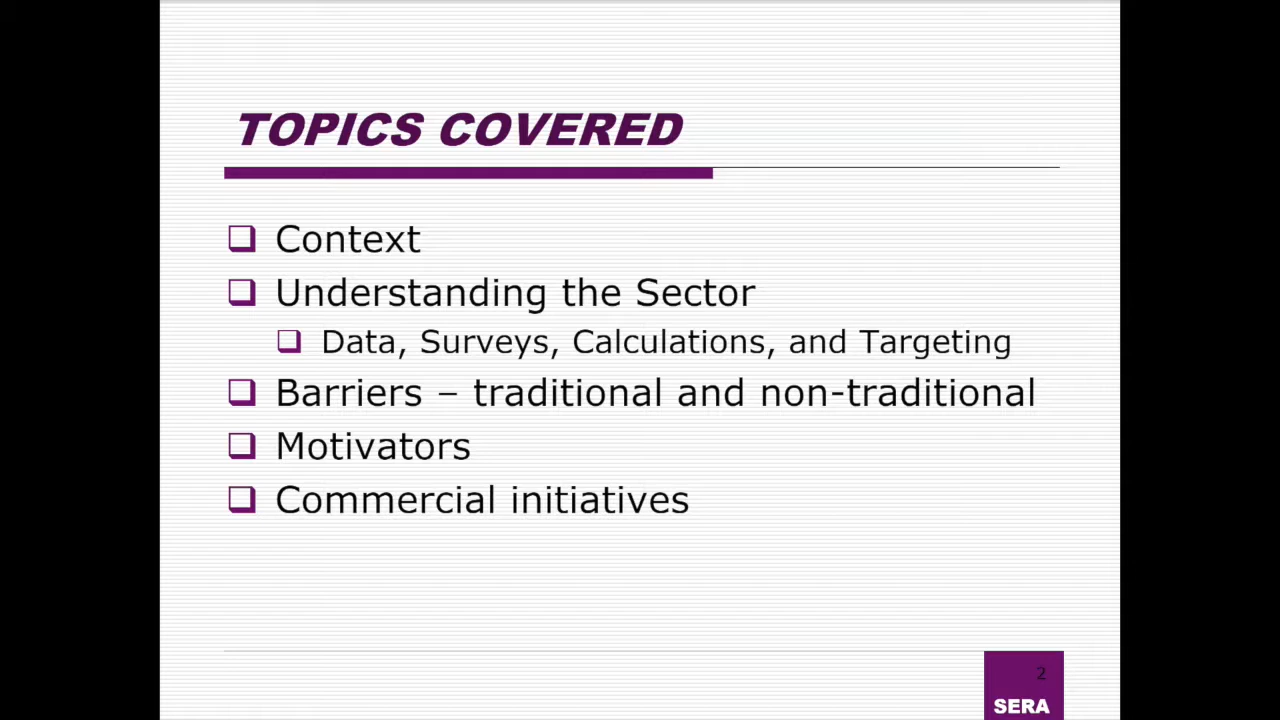 TOPICS COVERED
Context
Understanding the Sector
Data, Surveys, Calculations, and Targeting
Barriers – traditional and non-traditional
Motivators
Commercial initiatives
2
SERA